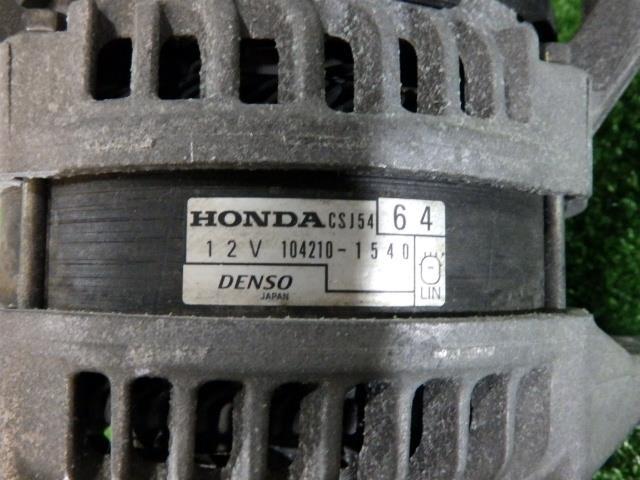 HONDA CSJ54 64
12V 104210-1540
DENSO
JAPAN
LIN